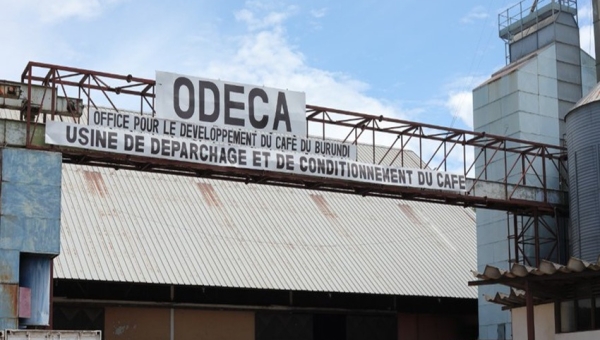 ODECA
OFFICE POUR LE DEVELOPPEMENT DU CAFÉ DU BURUNDI
USINE DE DEPARCHAGE ET DE CONDITIONNEMENT DU CAFE